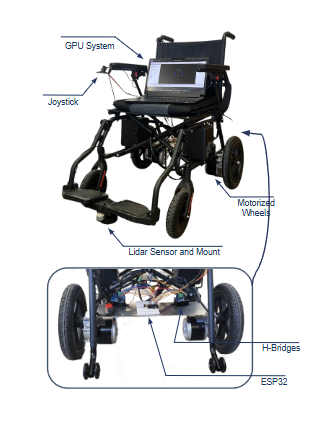 GPU System
Joystick
Motorized
Wheels
Lidar Sensor and Mount
H-Bridges
ESP32